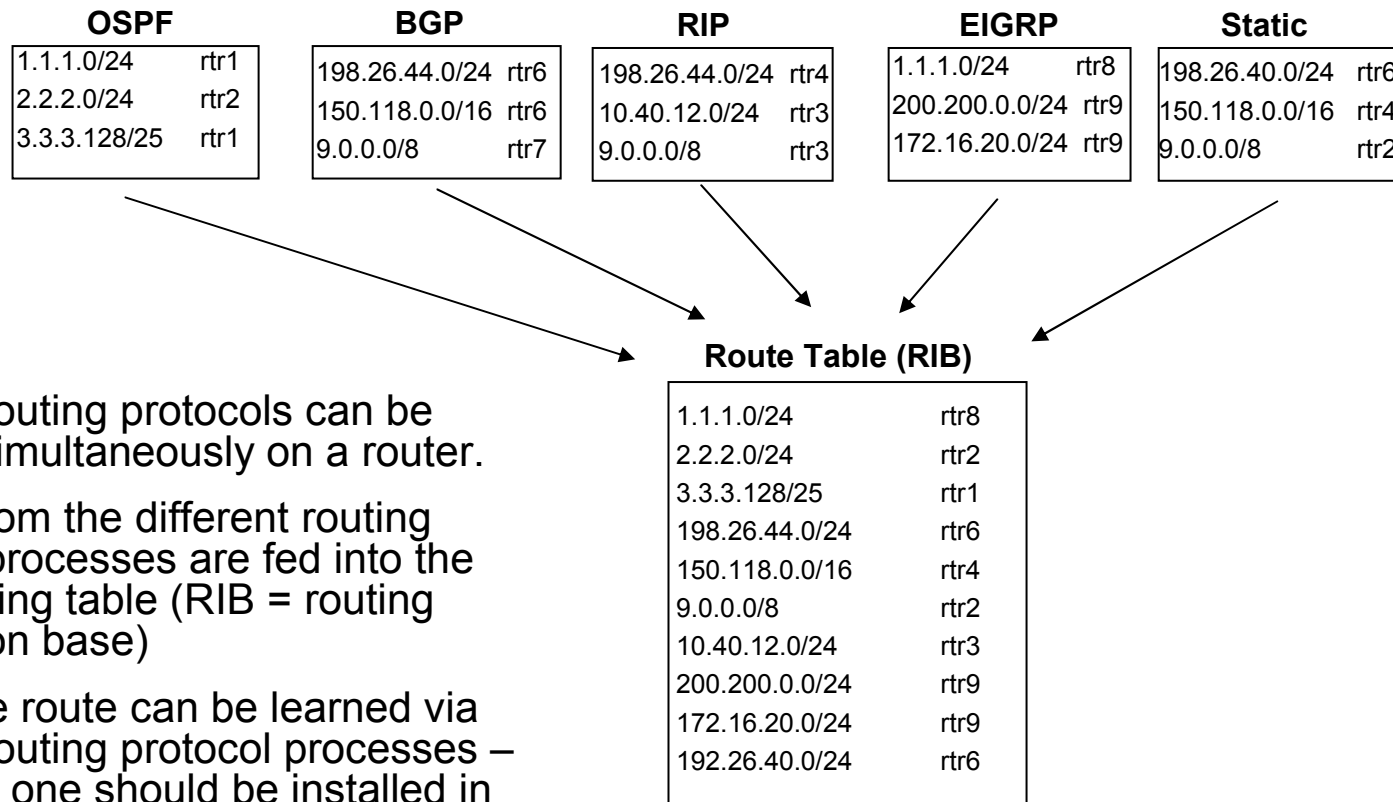 OSPF
1.1.1.0/24 rtr1
2.2.2.0/24 rtr2
3.3.3.128/25 rtr1
BGP
198.26.44.0/24 rtr6
150.118.0.0/16 rtr6
9.0.0.0/8 rtr7
RIP
198.26.44.0/24 rtr4
10.40.12.0/24 rtr3
9.0.0.0/8 rtr3
EIGRP
1.1.1.0/24 rtr8
200.200.0.0/24 rtr9
172.16.20.0/24 rtr9
Static
198.26.40.0/24 rtr6
150.118.0.0/16 rtr4
9.0.0.0/8 rtr2
Route Table (RIB)
1.1.1.0/24 rtr8
2.2.2.0/24 rtr2
3.3.3.128/25 rtr1
198.26.44.0/24 rtr6
150.118.0.0/16 rtr4
9.0.0.0/8 rtr2
10.40.12.0/24 rtr3
200.200.0.0/24 rtr9
172.16.20.0/24 rtr9
192.26.40.0/24 rtr6
outing protocols can be
simultaneously on a router.
om the different routing
processes are fed into the
ing table (RIB = routing
on base)
e route can be learned via
outing protocol processes –
one should be installed in